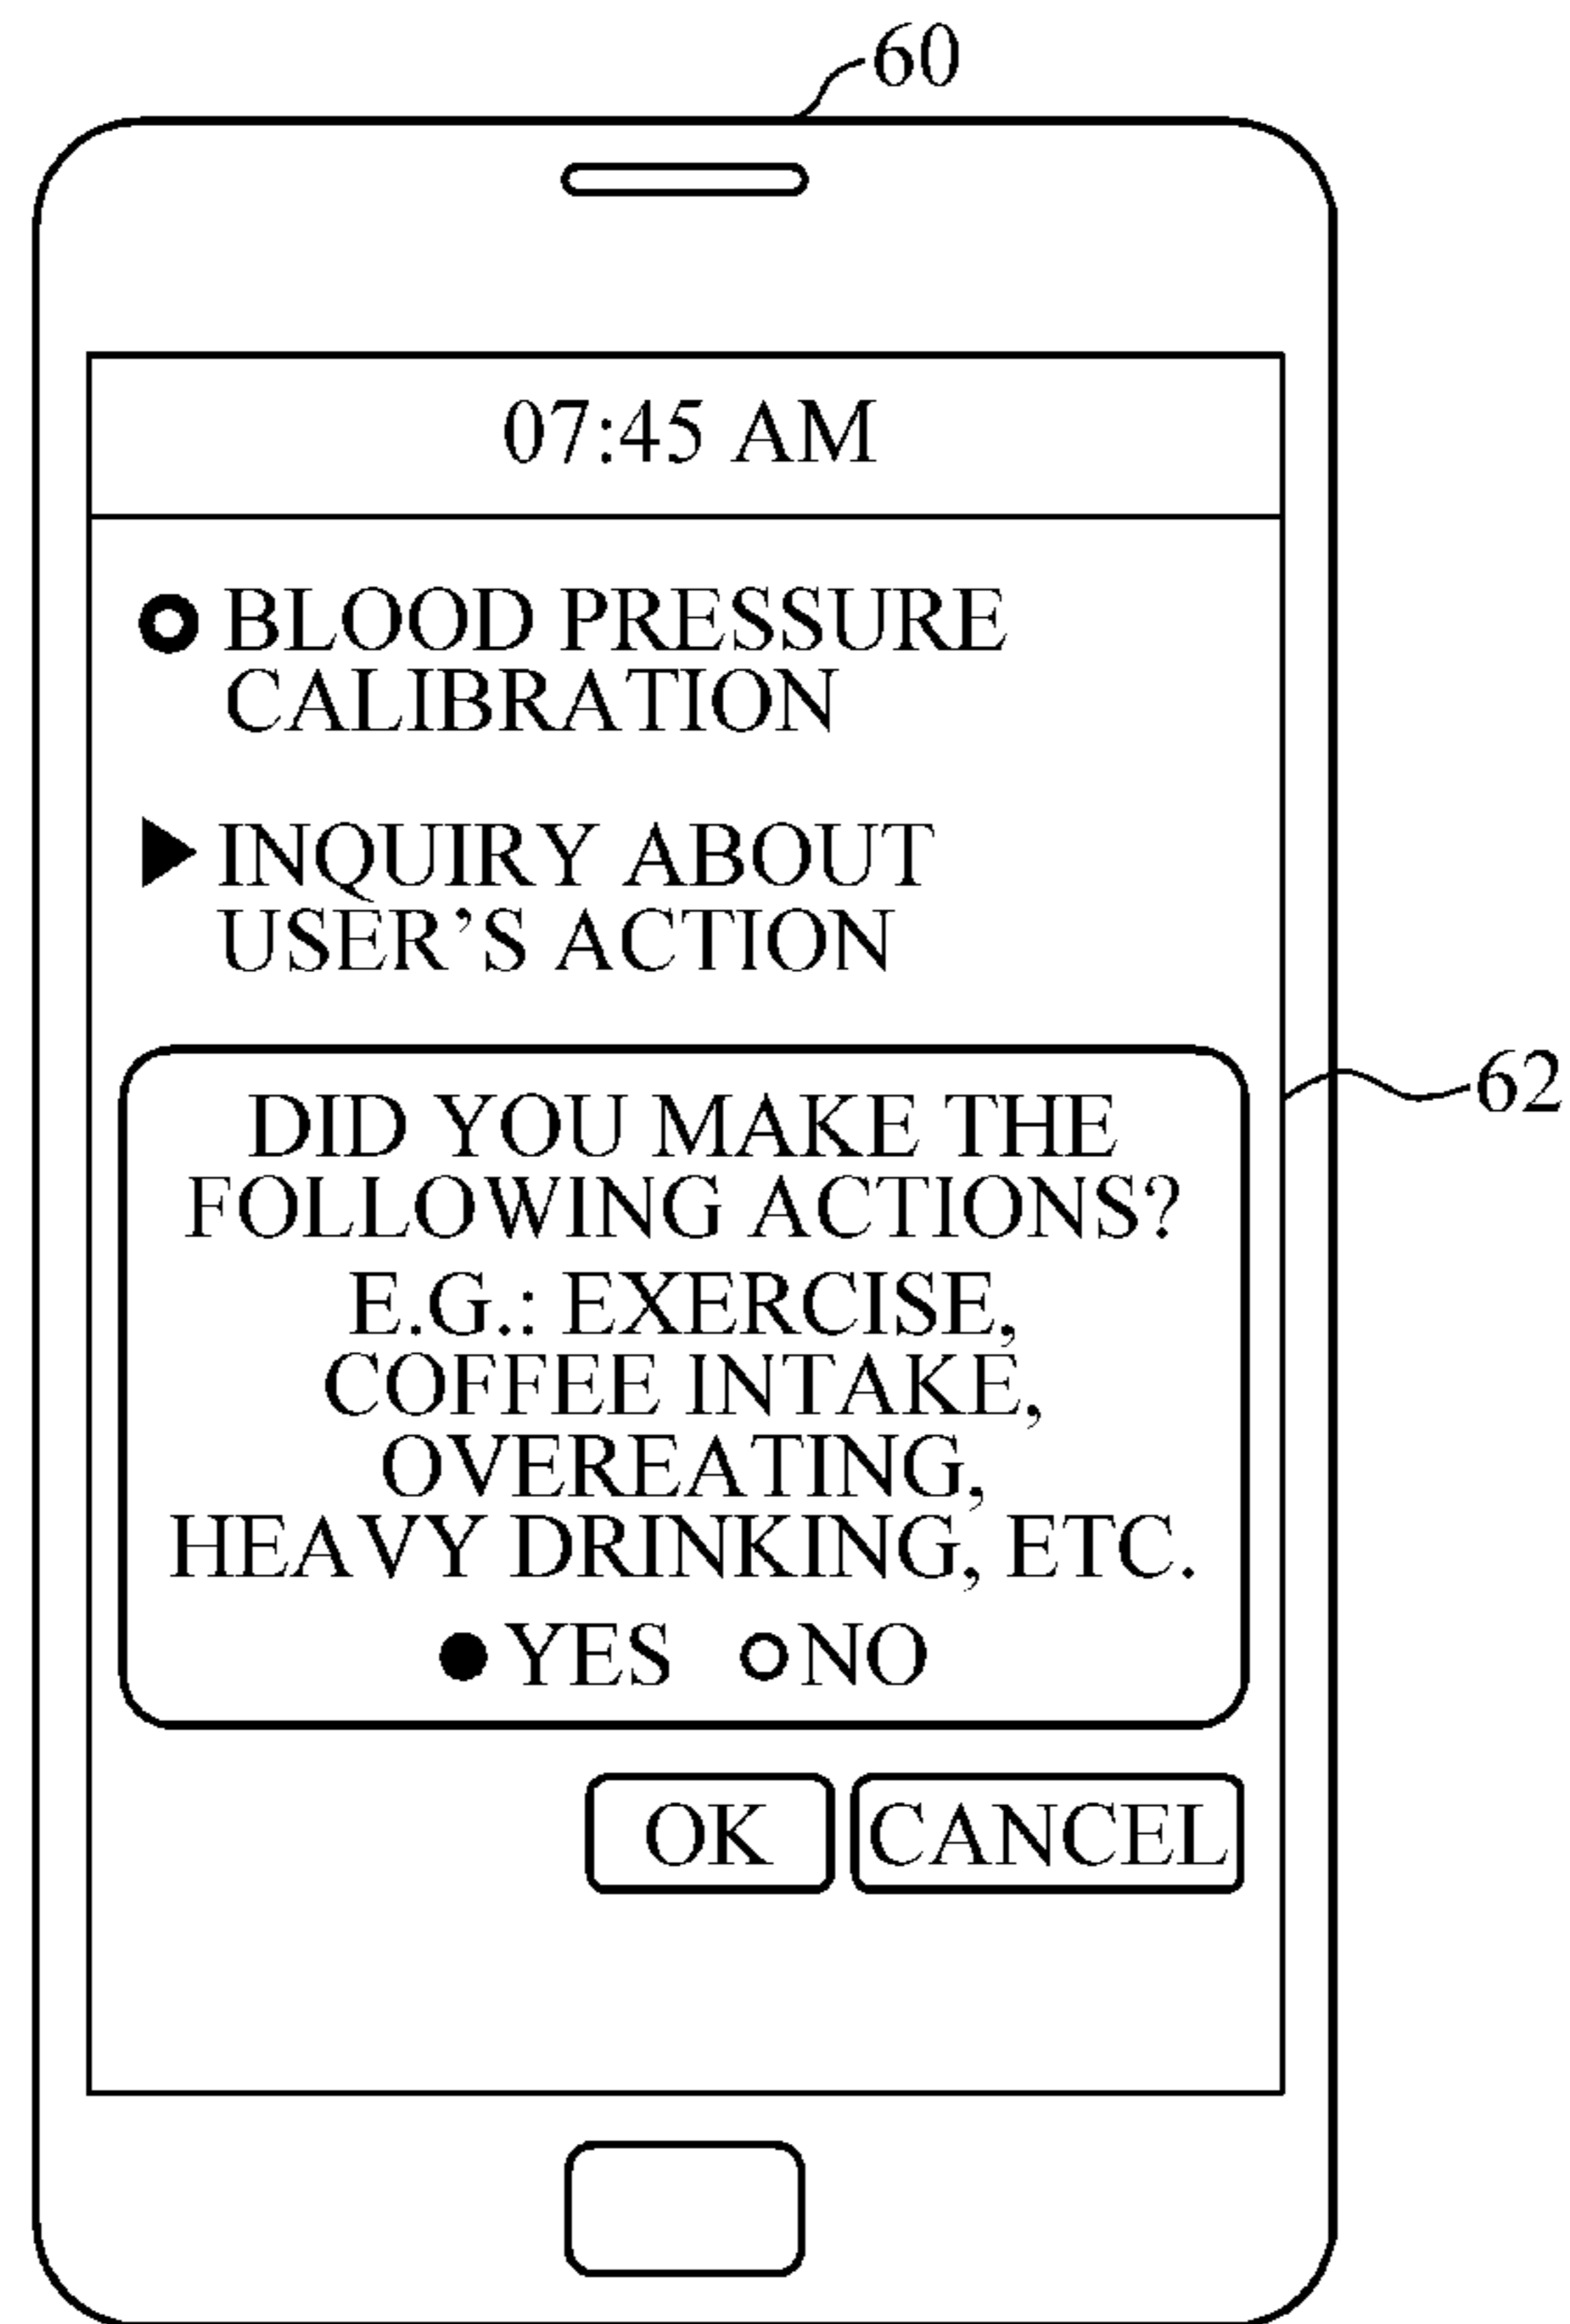 60
07:45 AM
BLOOD PRESSURE
CALIBRATION
INQUIRY ABOUT
USER’S ACTION
62
DID YOU MAKE THE
FOLLOWING ACTIONS?
E.G.: EXERCISE,
COFFEE INTAKE,
OVEREATING,
HEAVY DRINKING, ETC.
YES NO
OK CANCEL